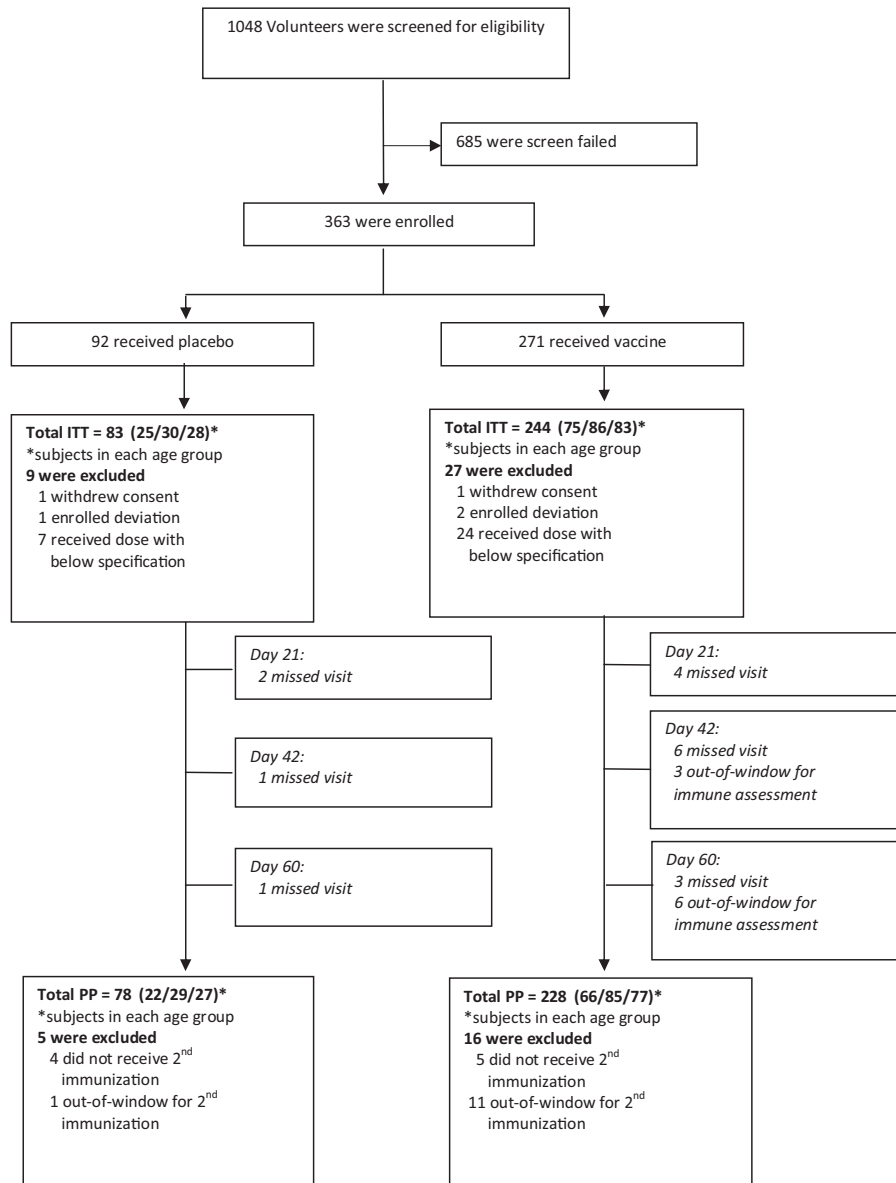 1048 Volunteers were screened for eligibility
685 were screen failed
363 were enrolled
92 received placebo
271 received vaccine
Total ITT = 83 (25/30/28)*
*subjects in each age group
9 were excluded
1 withdrew consent
1 enrolled deviation
7 received dose with
below specification
Total ITT = 244 (75/86/83)*
*subjects in each age group
27 were excluded
1 withdrew consent
2 enrolled deviation
24 received dose with
below specification
Day 21:
2 missed visit
Day 21:
4 missed visit
Day 42:
1 missed visit
Day 42:
6 missed visit
3 out-of-window for
immune assessment
Day 60:
1 missed visit
Day 60:
3 missed visit
6 out-of-window for
immune assessment
Total PP = 78 (22/29/27)*
*subjects in each age group
5 were excluded
4 did not receive 2nd
immunization
1 out-of-window for 2nd
immunization
Total PP = 228 (66/85/77)*
*subjects in each age group
16 were excluded
5 did not receive 2nd
immunization
11 out-of-window for 2nd
immunization